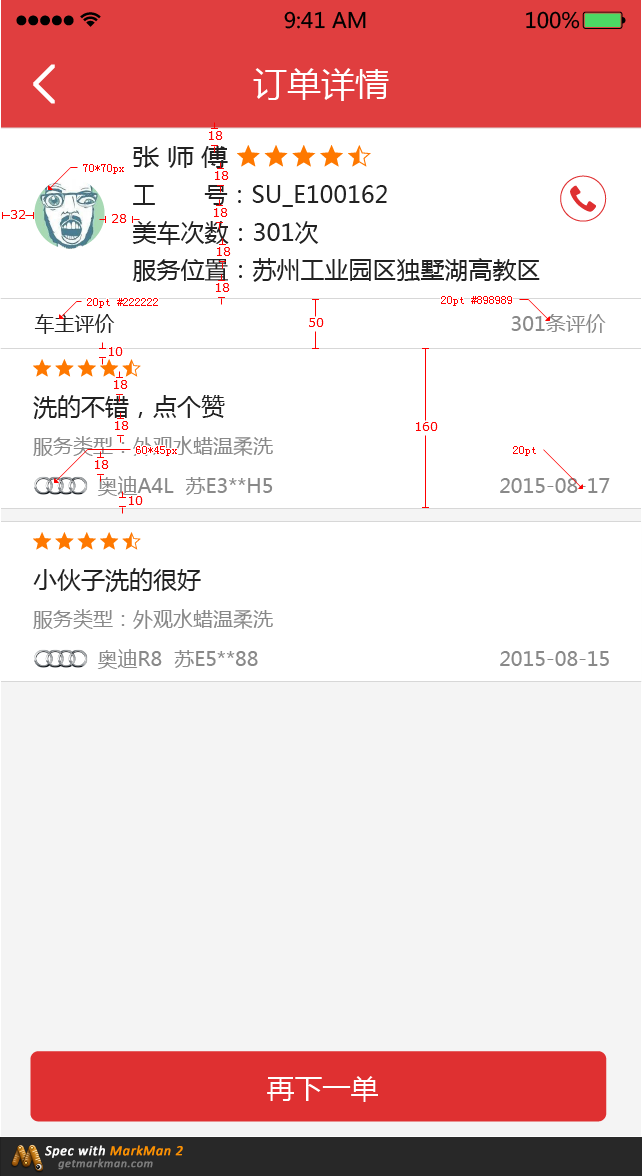 9:41 AM 100%
订单详情
18
张 师 傅
70*70px
18
工 号：SU_E100162
32 28 18
美车次数：301次
18
服务位置：苏州工业园区独墅湖高教区
18
20pt #222222 20pt #898989
车主评价 50 301条评价
10
18
洗的不错，点个赞
18 160
服务类型：外观水蜡温柔洗
60*45px 20pt
18
奥迪A4L 苏E3**H5 2015-08-17
10
小伙子洗的很好
服务类型：外观水蜡温柔洗
奥迪R8 苏E5**88 2015-08-15
再下一单
Spec with MarkMan 2
getmarkman.com